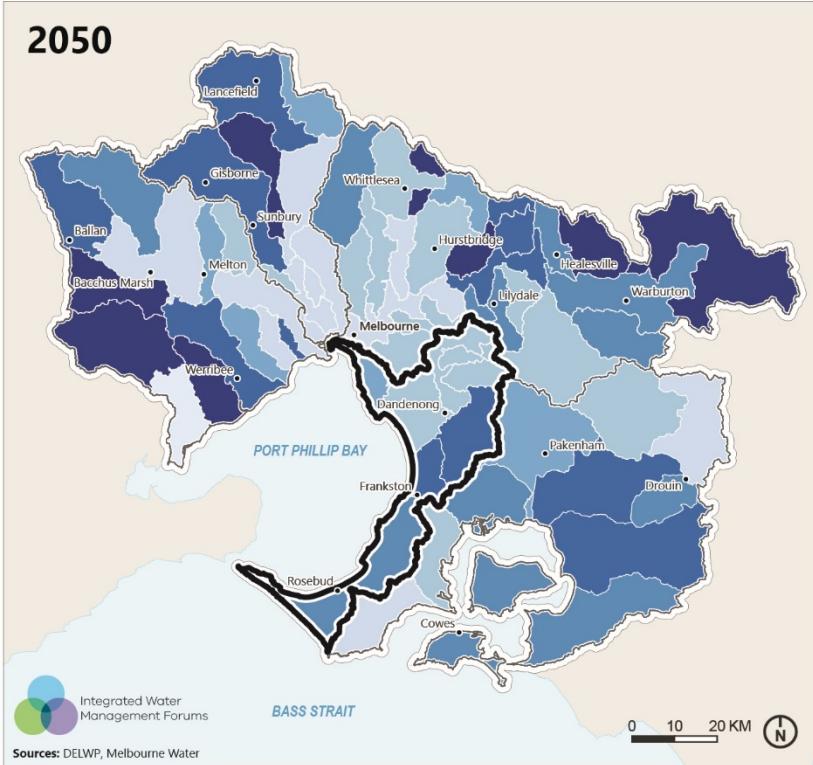 2050
Lancefield
Gisborne
Whittlesea
Sunbury
Ballan
Hurstbridge
Healesville
Melton
Bacchus Marsh
Lilydale
Warburton
Melbourne
Werribee
Dandenong
PORT PHILLIP BAY
Pakenham
Frankston
Drouin
Rosebud
Cowes
Integrated Water
Management Forums
BASS STRAIT
0 10 20 KM
N
Sources: DELWP, Melbourne Water